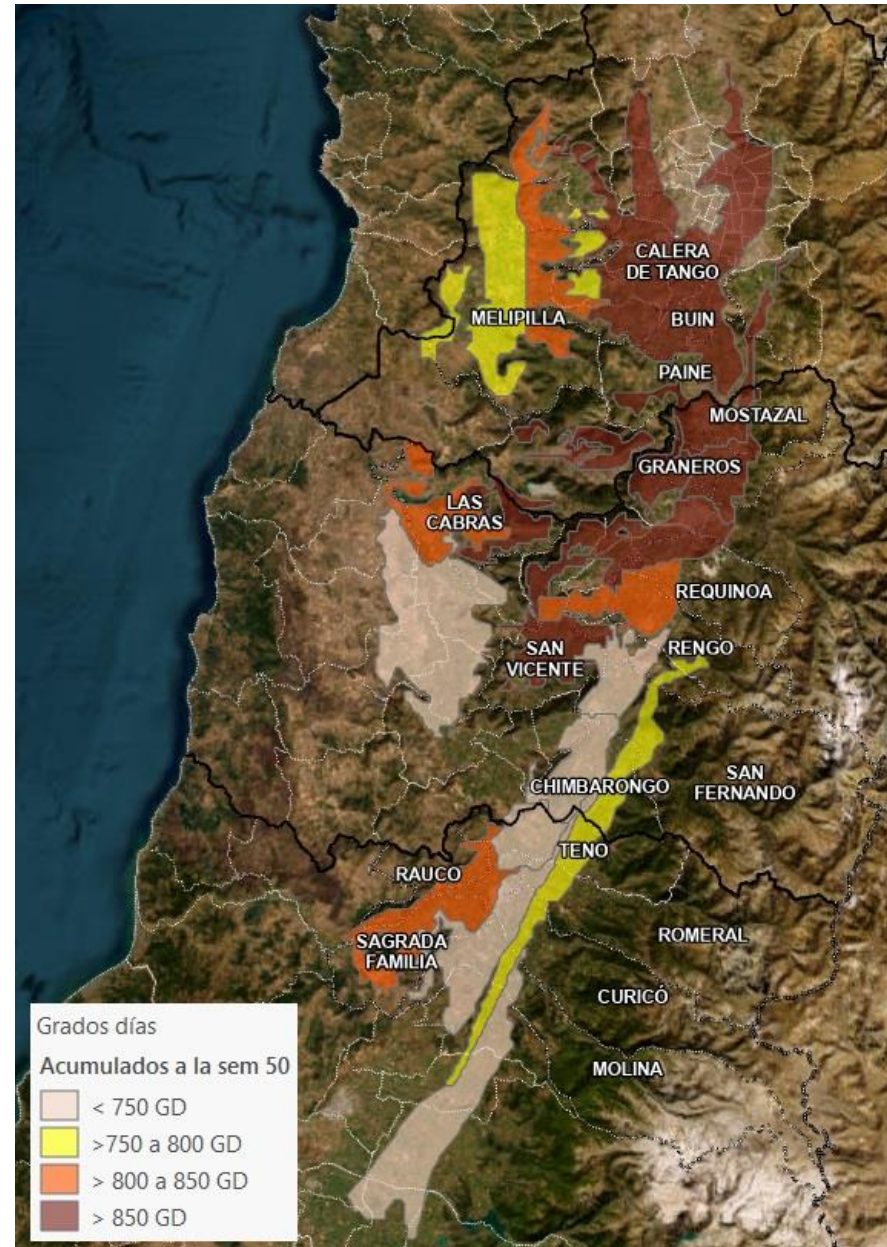 CALERA
DE TANGO
MELIPILLA
BUIN
PAINE
MOSTAZAL
GRANEROS
LAS
CABRAS
REQUINOA
SAN
VICENTE
RENGO
CHIMBARONGO
SAN
FERNANDO
TENO
RAUCO
SAGRADA
FAMILIA
ROMERAL
CURICÓ
MOLINA
Grados días
Acumulados a la sem 50
< 750 GD
>750 a 800 GD
> 800 a 850 GD
> 850 GD